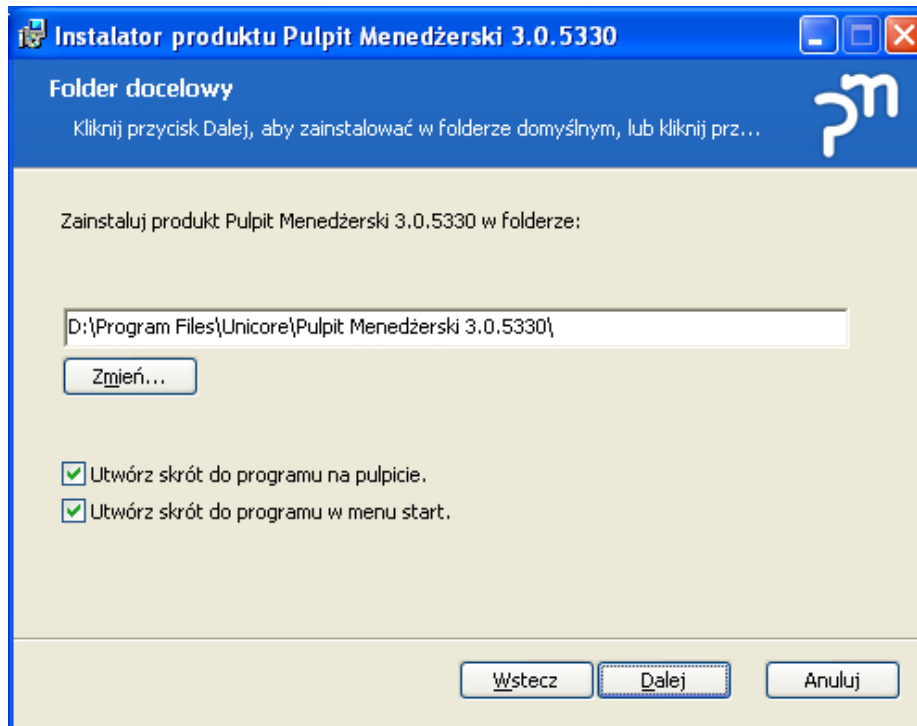 Instalator produktu Pulpit Menedżerski 3.0.5330
Folder docelowy
Kliknij przycisk Dalej, aby zainstalować w folderze domyślnym, lub kliknij prz...
pm
Zainstaluj produkt Pulpit Menedżerski 3.0.5330 w folderze:
D:\Program Files\Unicore\Pulpit Menedżerski 3.0.5330\
Zmień...
Utwórz skrót do programu na pulpicie.
Utwórz skrót do programu w menu start.
Wstecz Dalej Anuluj